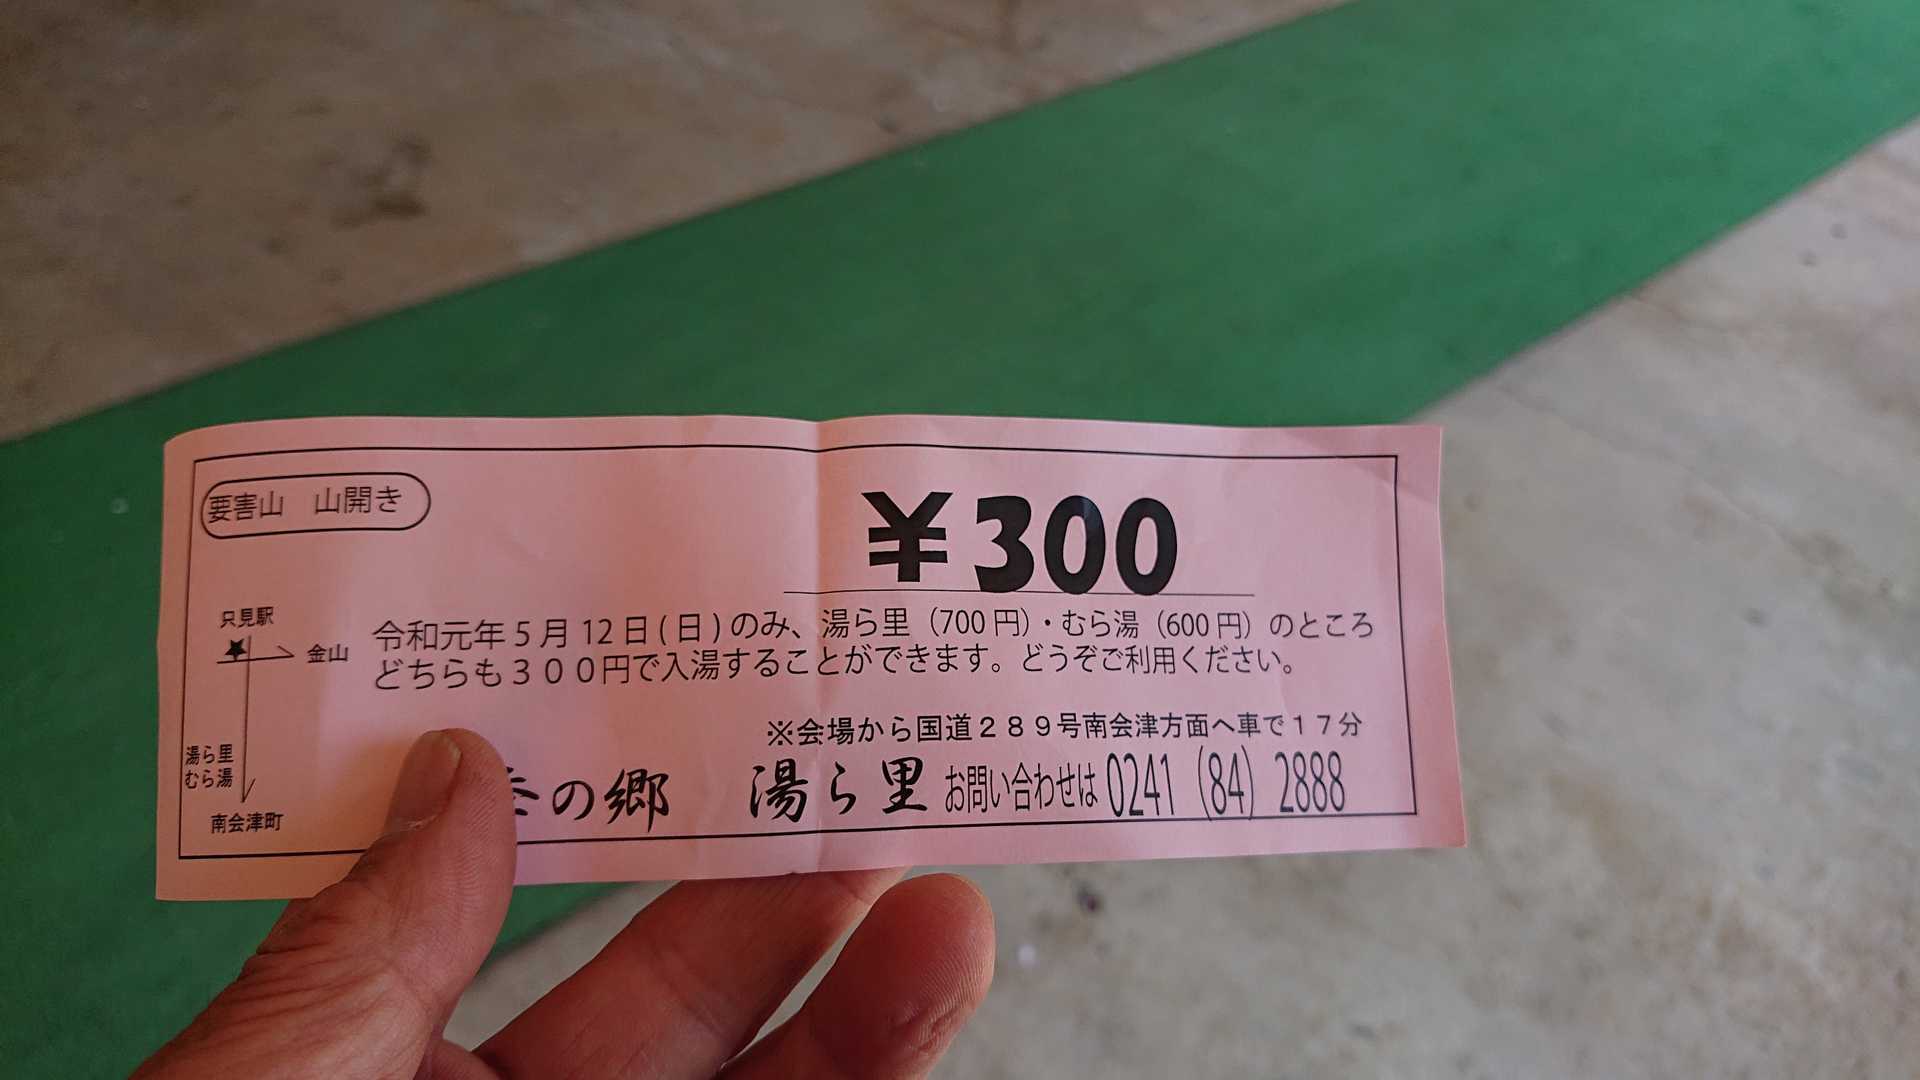 要害山 山開き
¥300
令和元年5月12日(日)のみ、湯ら里(700円)・むら湯(600円)のところ
どちらも300円で入湯することができます。どうぞご利用ください。
只見駅
金山
湯ら里
むら湯
南会津町
※会場から国道289号南会津方面へ車で17分
の郷 湯ら里 お問い合わせは 0241(84)2888